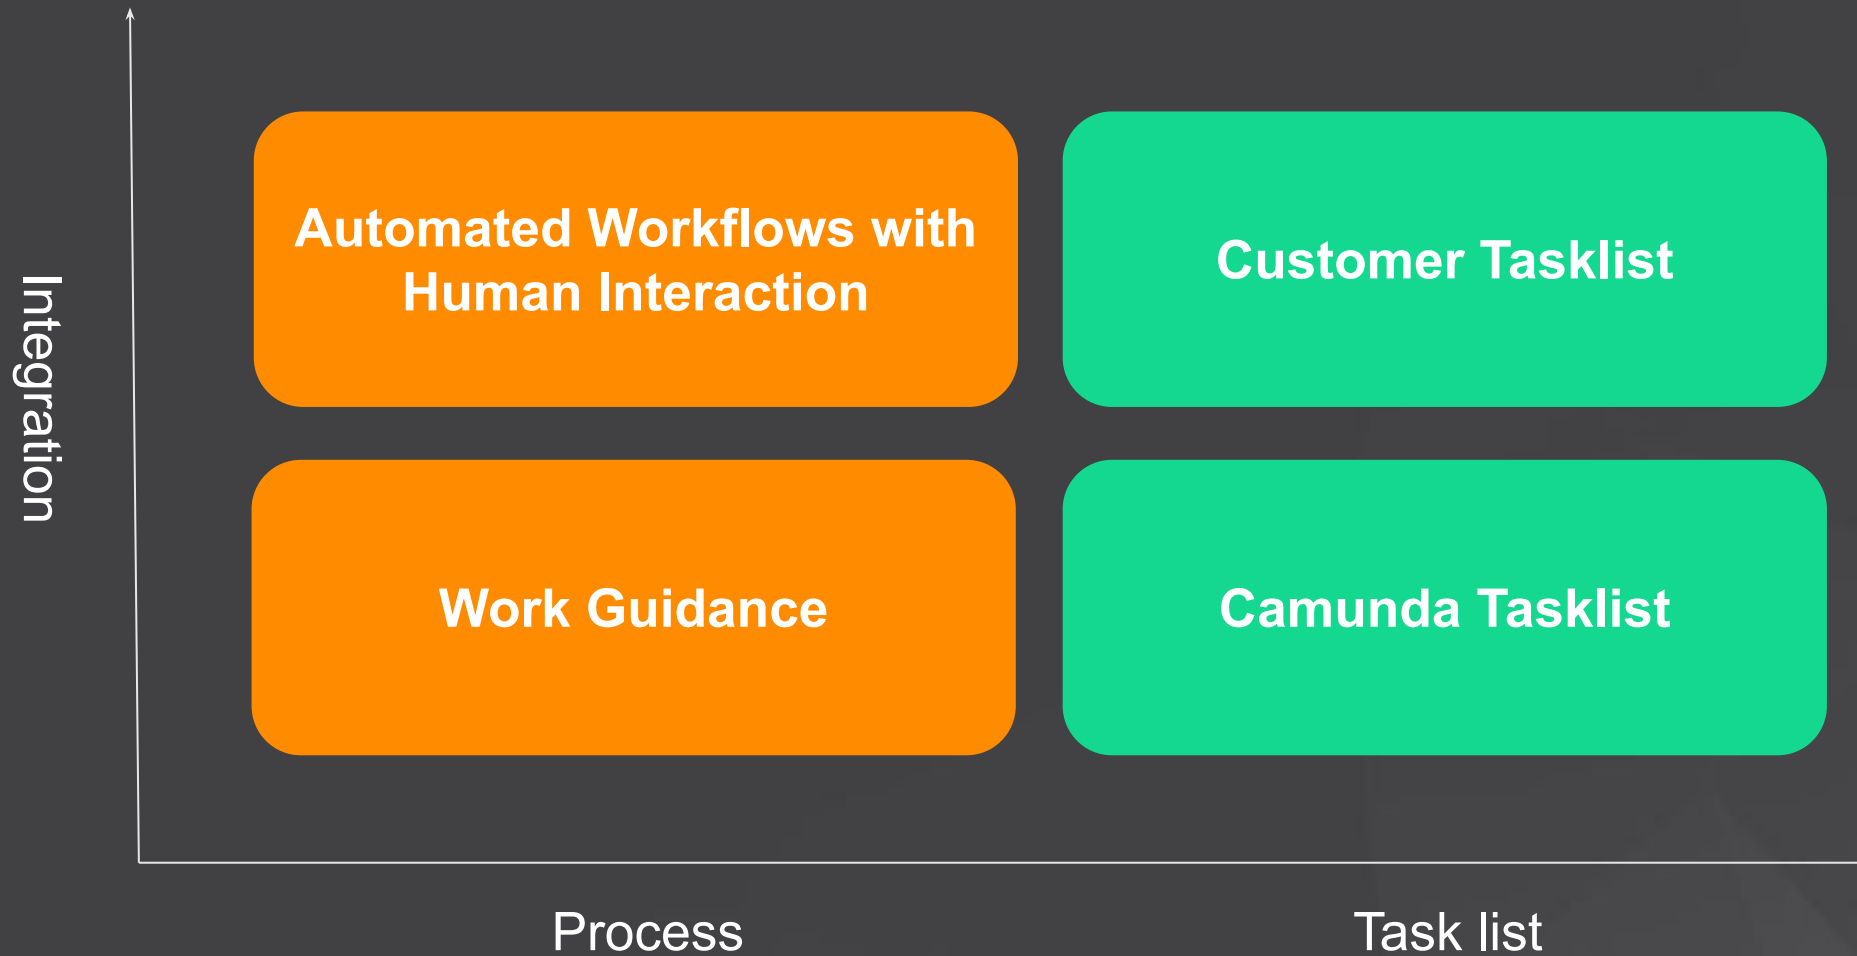 Integration
Automated Workflows with
Human Interaction
Customer Tasklist
Work Guidance
Camunda Tasklist
Process
Task list